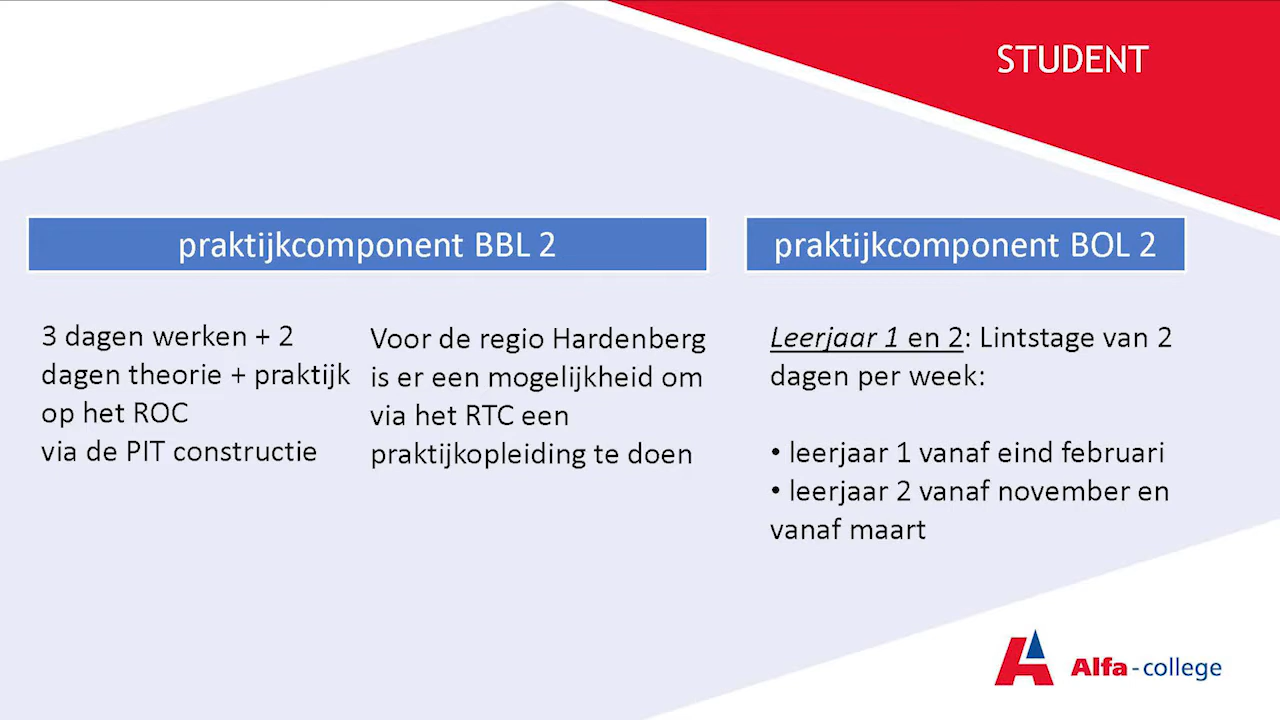 STUDENT
praktijkcomponent BBL 2
3 dagen werken + 2
dagen theorie + praktijk
op het ROC
via de PIT constructie
Voor de regio Hardenberg
is er een mogelijkheid om
via het RTC een
praktijkopleiding te doen
praktijkcomponent BOL 2
Leerjaar 1 en 2: Lintstage van 2
dagen per week:
• leerjaar 1 vanaf eind februari
• leerjaar 2 vanaf november en
vanaf maart
Alfa-college